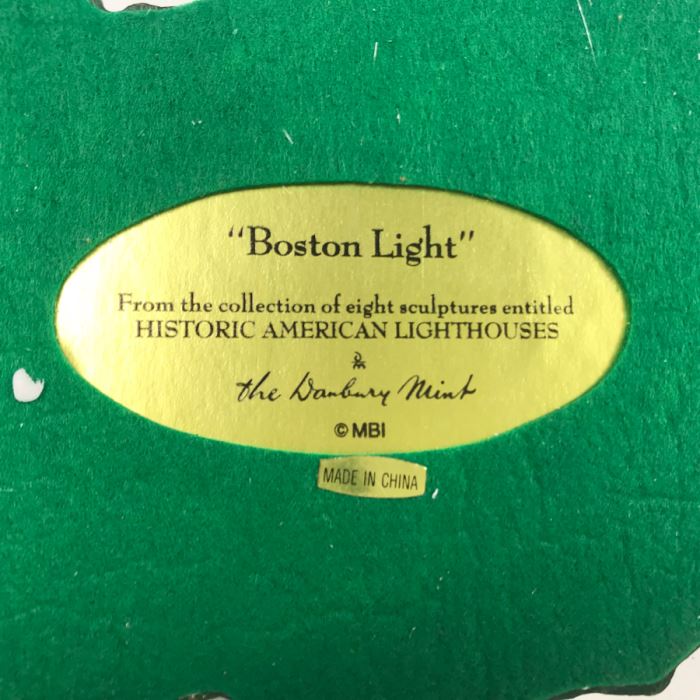 "Boston Light"
From the collection of eight sculptures entitled
HISTORIC AMERICAN LIGHTHOUSES
the Danbury Mint
© MBI
MADE IN CHINA